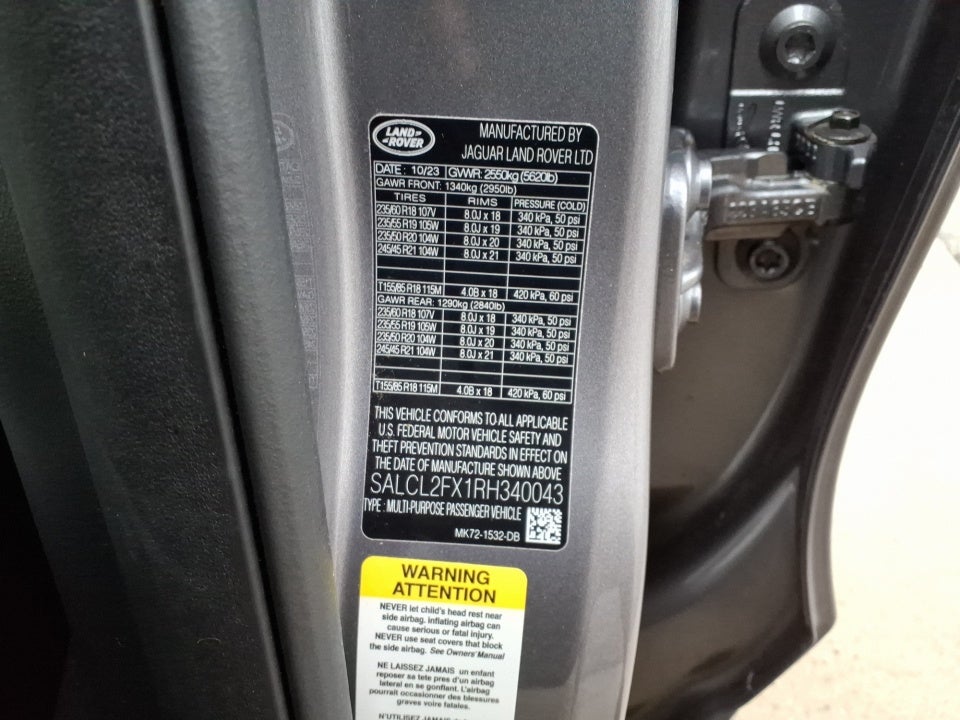 LAND
ROVER
MANUFACTURED BY
JAGUAR LAND ROVER LTD
DATE : 10/23 GVWR: 2550kg (5620lb)
GAWR FRONT: 1340kg (2950lb)
TIRES RIMS PRESSURE (COLD)
235/60 R18 107V 8.0J x 18 340 kPa, 50 psi
235/55 R19 105W 8.0J x 19 340 kPa, 50 psi
235/50 R20 104W 8.0J x 20 340 kPa, 50 psi
245/45 R21 104W 8.0J x 21 340 kPa, 50 psi
T155/85 R18 115M 4.0B x 18 420 kPa, 60 psi
GAWR REAR: 1290kg (2840lb)
235/60 R18 107V 8.0J x 18 340 kPa, 50 psi
235/55 R19 105W 8.0J x 19 340 kPa, 50 psi
235/50 R20 104W 8.0J x 20 340 kPa, 50 psi
245/45 R21 104W 8.0J x 21 340 kPa, 50 psi
T155/85 R18 115M 4.0B x 18 420 kPa, 60 psi
THIS VEHICLE CONFORMS TO ALL APPLICABLE
U.S. FEDERAL MOTOR VEHICLE SAFETY AND
THEFT PREVENTION STANDARDS IN EFFECT ON
THE DATE OF MANUFACTURE SHOWN ABOVE
SALCL2FX1RH340043
TYPE : MULTI-PURPOSE PASSENGER VEHICLE
MK72-1532-DB
WARNING
ATTENTION
NEVER let child's head rest near
side airbag. inflating airbag can
cause serious or fatal injury.
NEVER use seat covers that block
the side airbag. See Owners' Manual
NE LAISSEZ JAMAIS un enfant
reposer sa tete pres d'un airbag
lateral en se gonflant. L'airbag
pourrait occasionner des blessures
graves voire fatales.
N'UTILISEZ JAMAIS